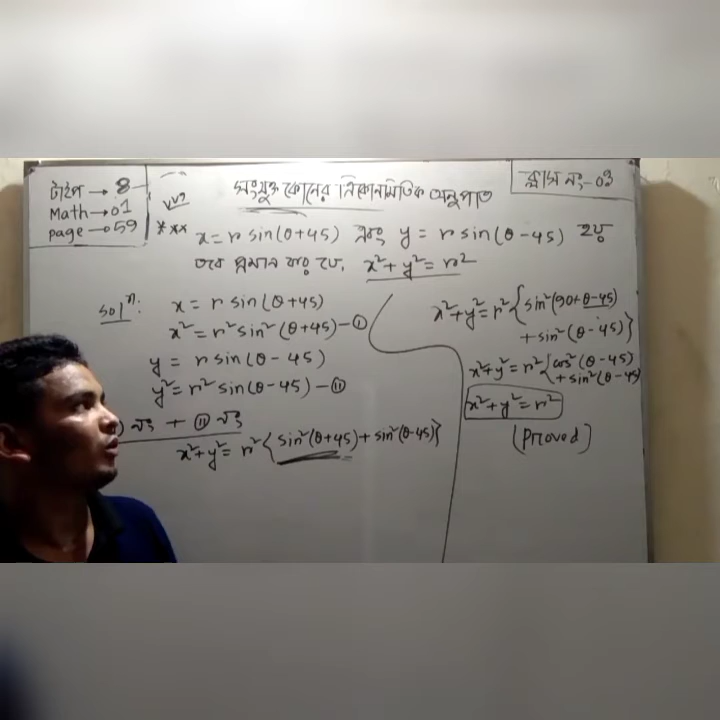 টাইপ → 8
Math → 01
page → 59
সংযুক্ত কোনের ত্রিকোনমিতিক অনুপাত
ক্লাস নং-03
*** x = r sin(θ+45) এবং y = r sin(θ-45) হয়
তবে প্রমান কর যে, x²+y² = r²
solⁿ:
x = r sin(θ+45)
x² = r² sin²(θ+45) - ①
y = r sin(θ-45)
y² = r² sin(θ-45) - ⑪
নং + ⑪ নং
x²+y² = r² {sin²(θ+45) + sin²(θ-45)}
x²+y² = r² {sin²(90+θ-45)
+ sin²(θ-45)}
x²+y² = r² {cos²(θ-45)
+ sin²(θ-45)
x²+y² = r²
(Proved)